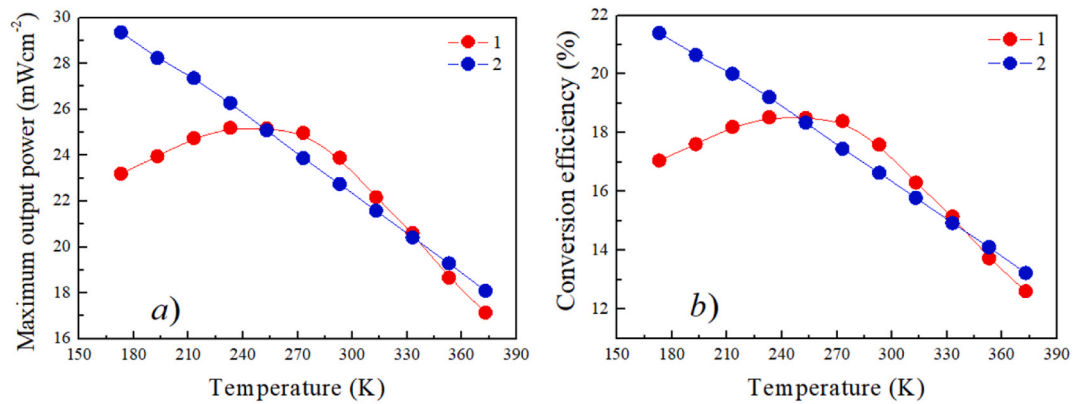 Maximum output power (mWcm-2)
30
28
26
24
22
20
18
16
1
2
a)
150 180 210 240 270 300 330 360 390
Temperature (K)
Conversion efficiency (%)
22
20
18
16
14
12
1
2
b)
150 180 210 240 270 300 330 360 390
Temperature (K)